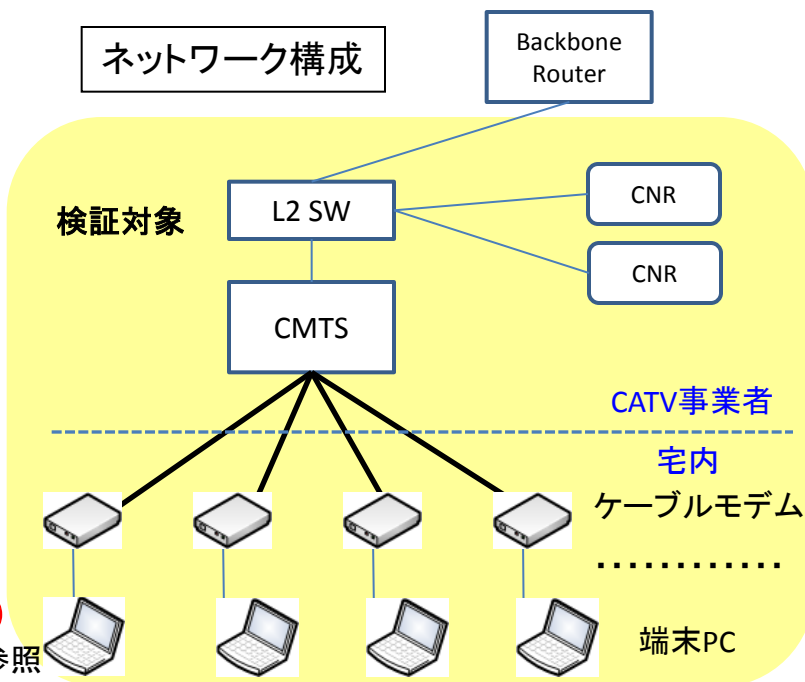 ネットワーク構成
Backbone
Router
検証対象
L2 SW
CNR
CNR
CMTS
CATV事業者
宅内
ケーブルモデム
…………
端末PC
)
参照